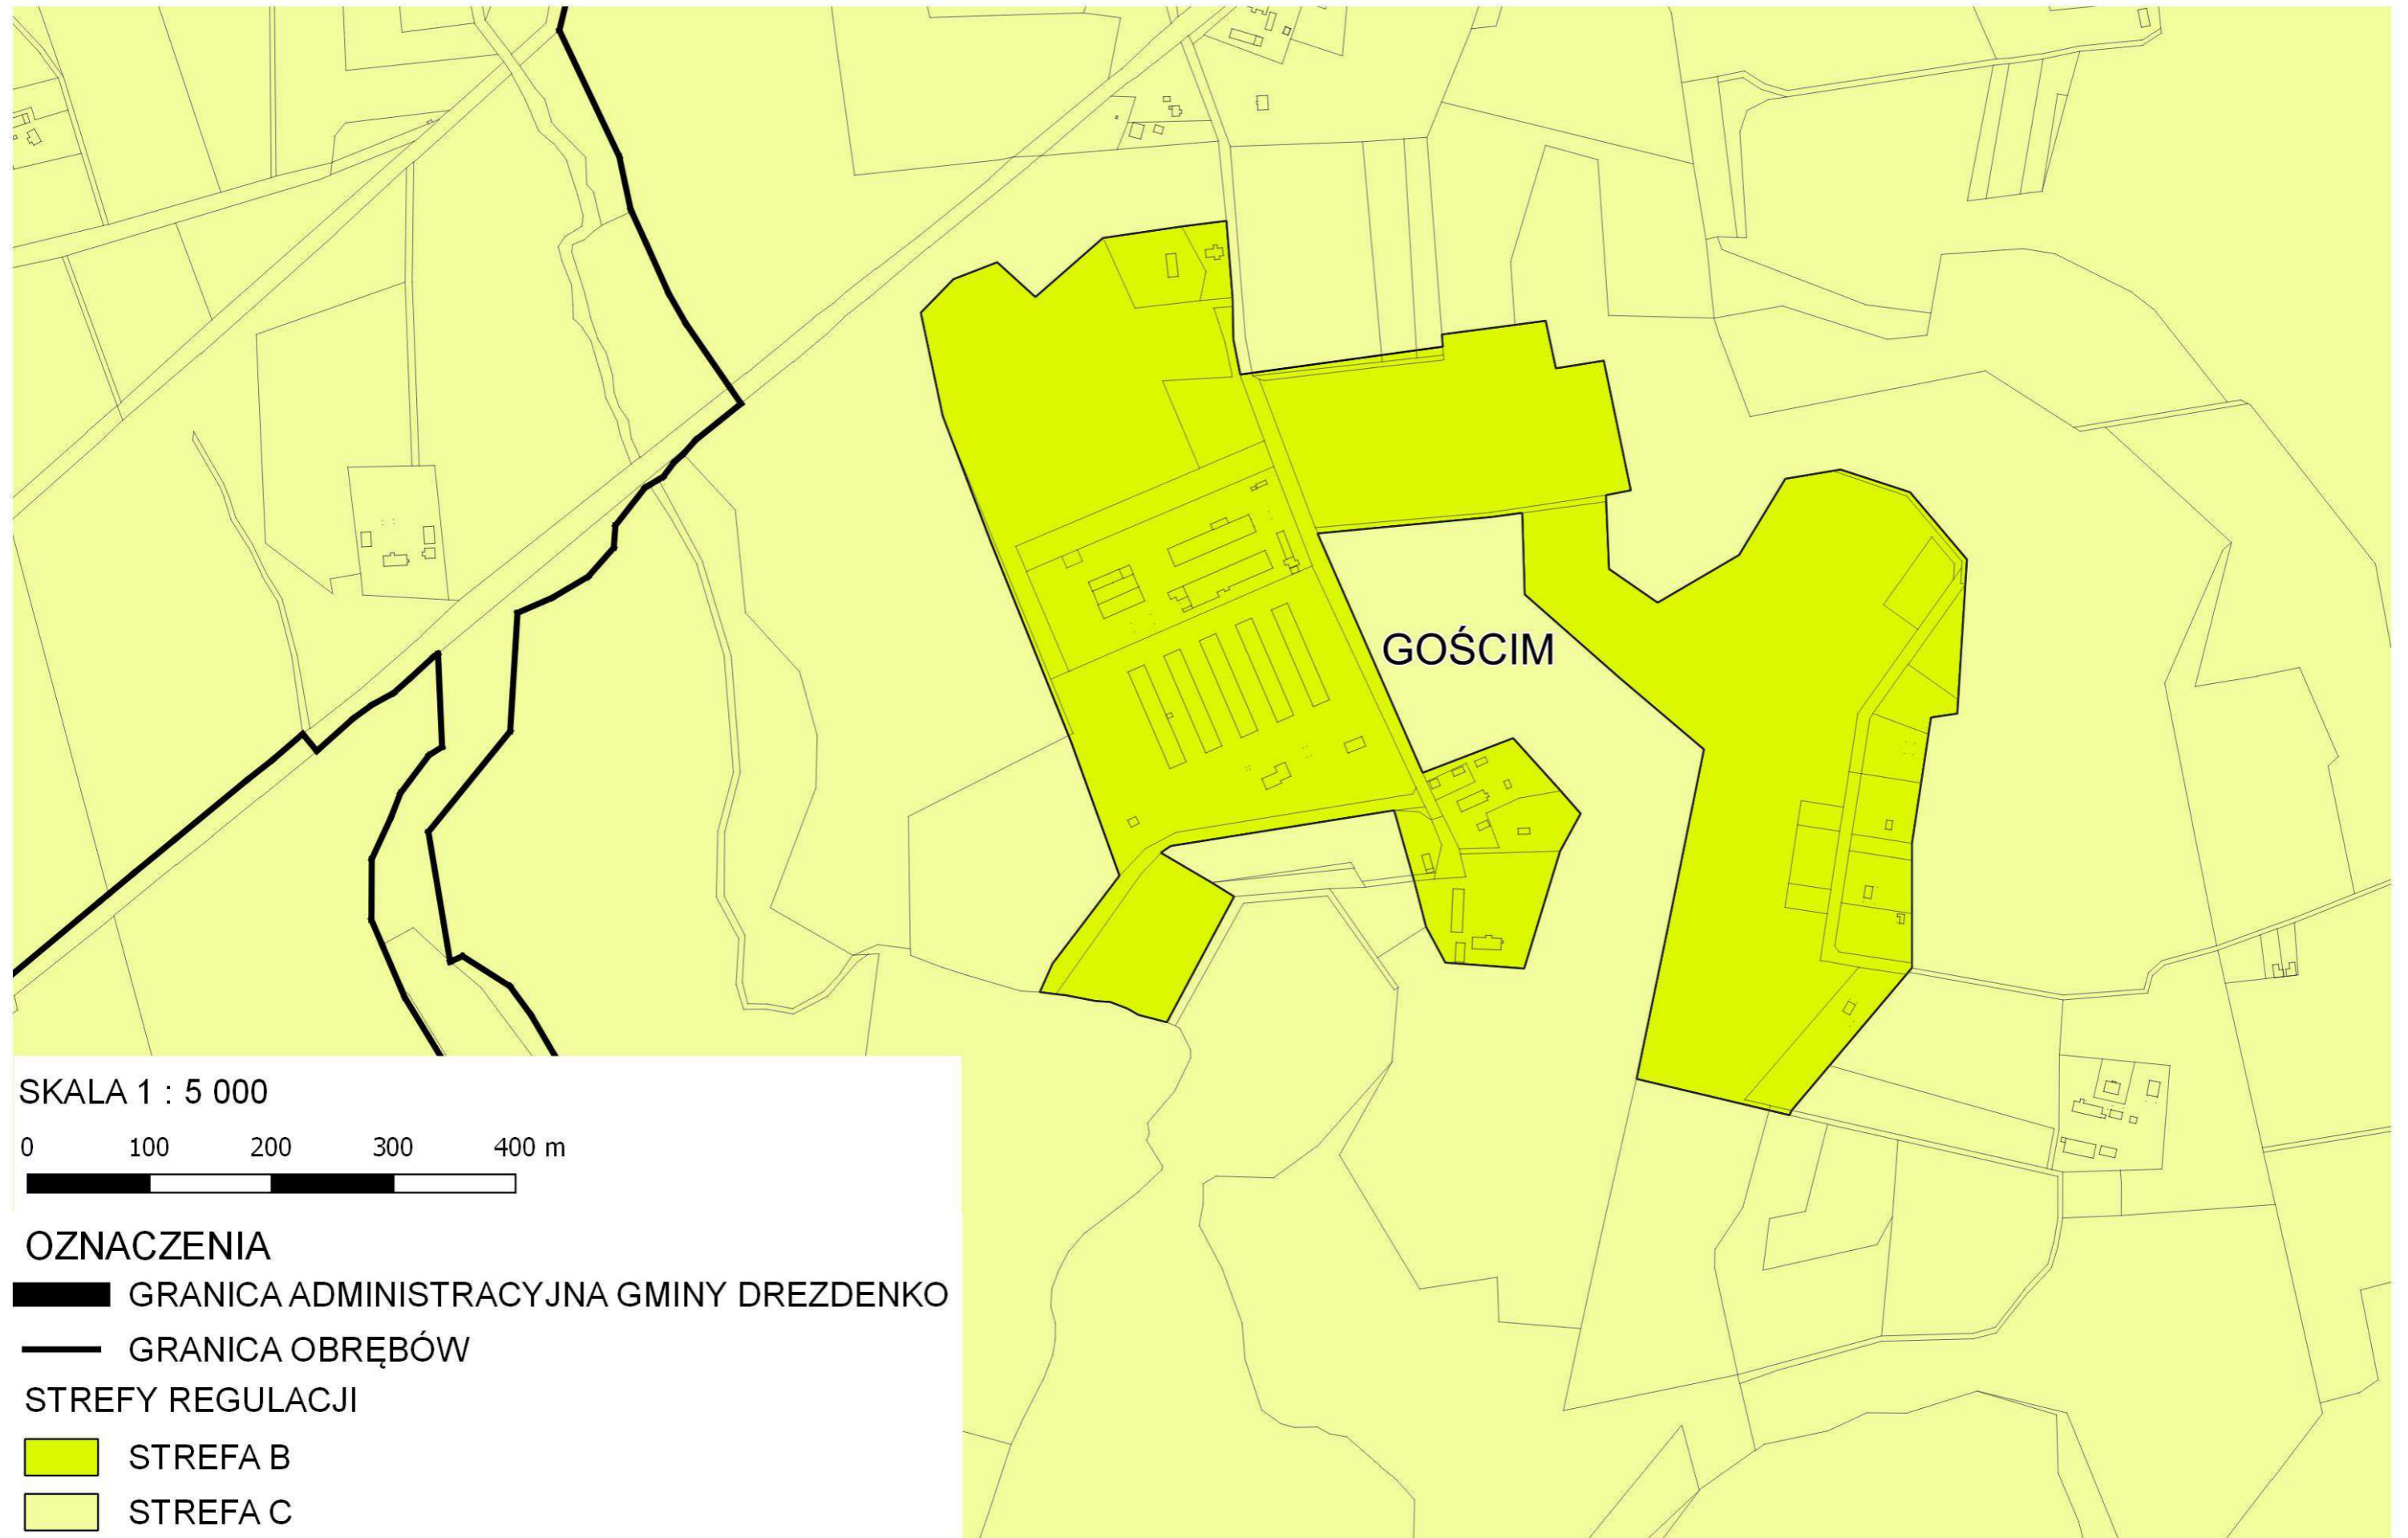 GOŚCIM
SKALA 1 : 5 000
0 100 200 300 400 m
OZNACZENIA
GRANICA ADMINISTRACYJNA GMINY DREZDENKO
GRANICA OBRĘBÓW
STREFY REGULACJI
STREFA B
STREFA C